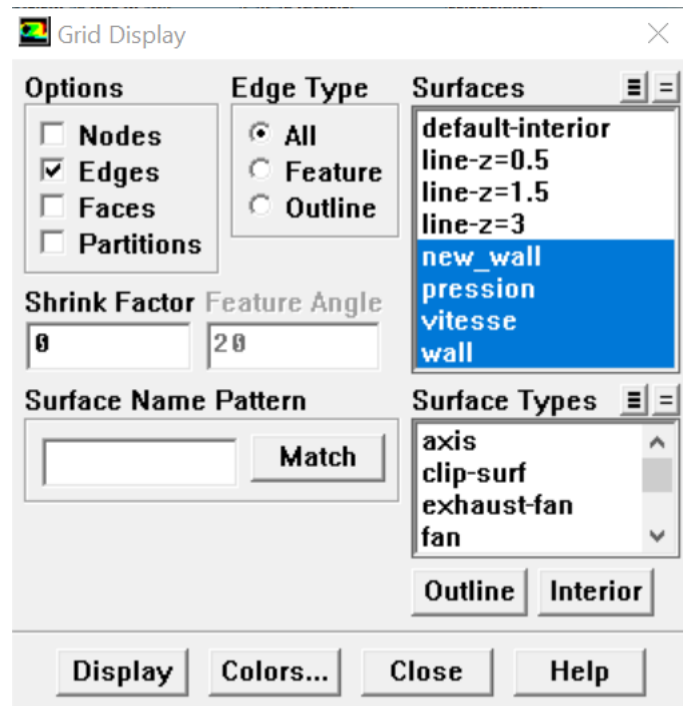 Grid Display
Options
Nodes
Edges
Faces
Partitions
Edge Type
All
Feature
Outline
Surfaces
default-interior
line-z=0.5
line-z=1.5
line-z=3
new_wall
pression
vitesse
wall
Shrink Factor
0
Feature Angle
20
Surface Name Pattern
Match
Surface Types
axis
clip-surf
exhaust-fan
fan
Outline
Interior
Display
Colors...
Close
Help